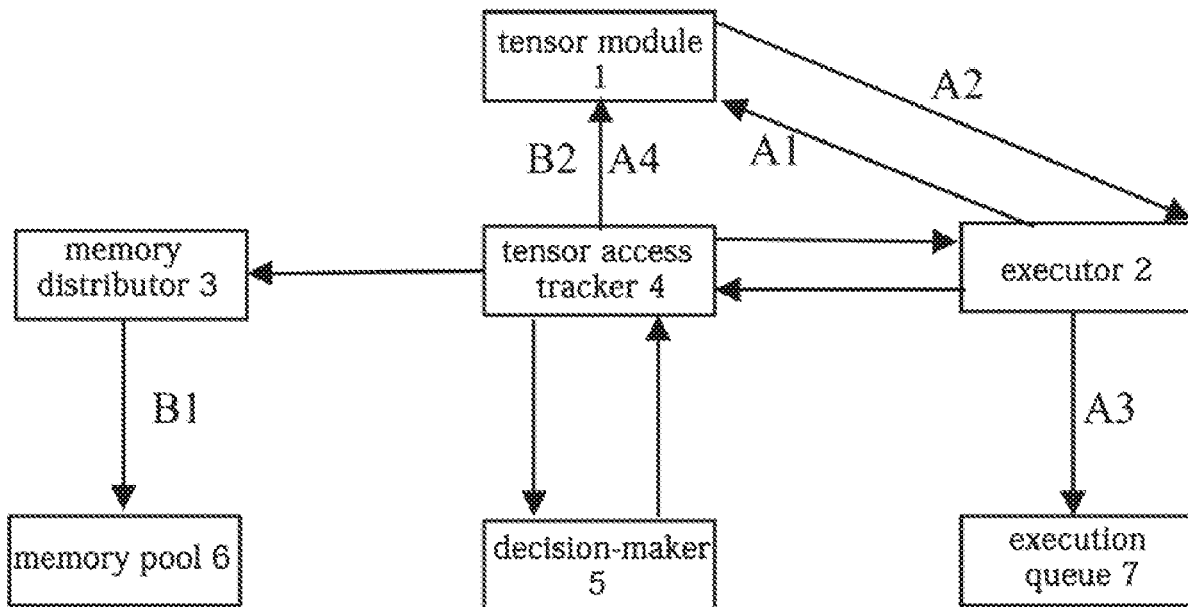 tensor module
1
A2
A1
B2 A4
memory
distributor 3
tensor access
tracker 4
executor 2
B1
A3
memory pool 6
decision-maker
5
execution
queue 7